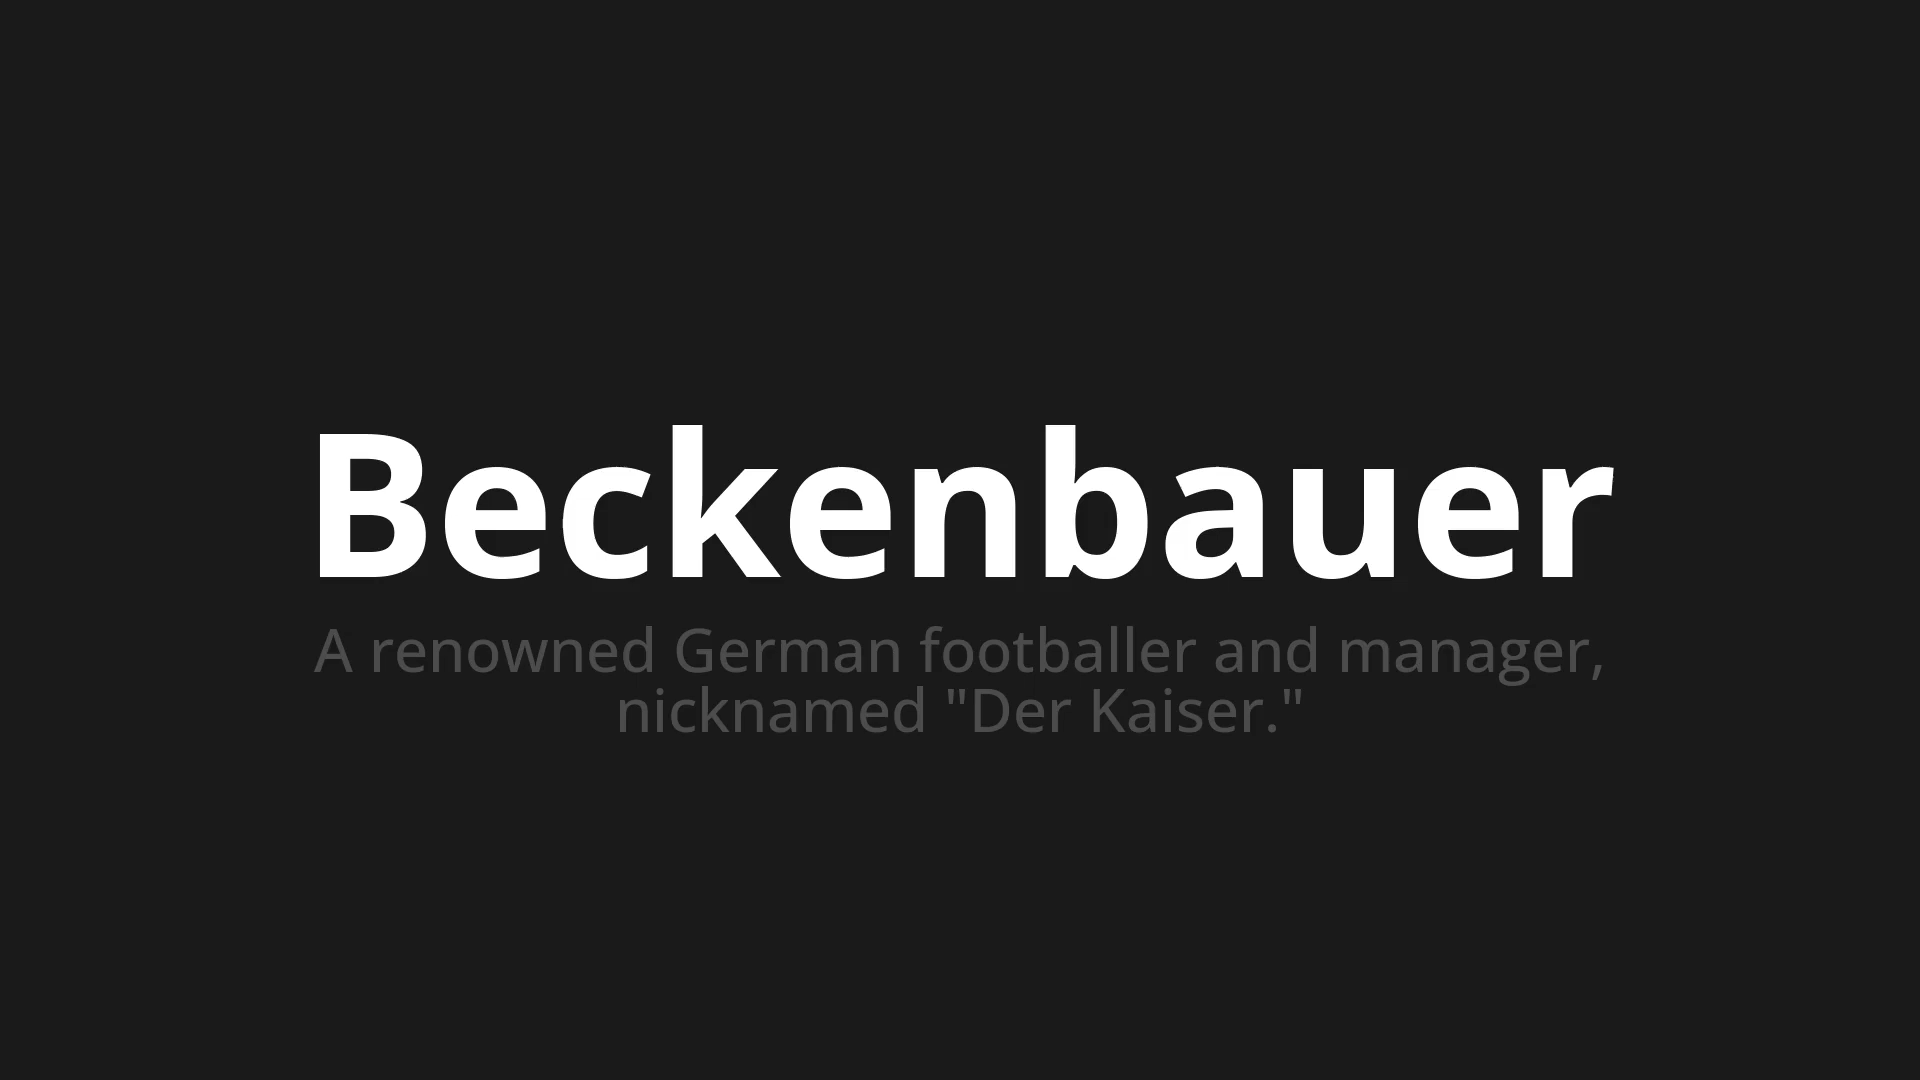 Beckenbauer
A renowned German footballer and manager,
nicknamed "Der Kaiser."